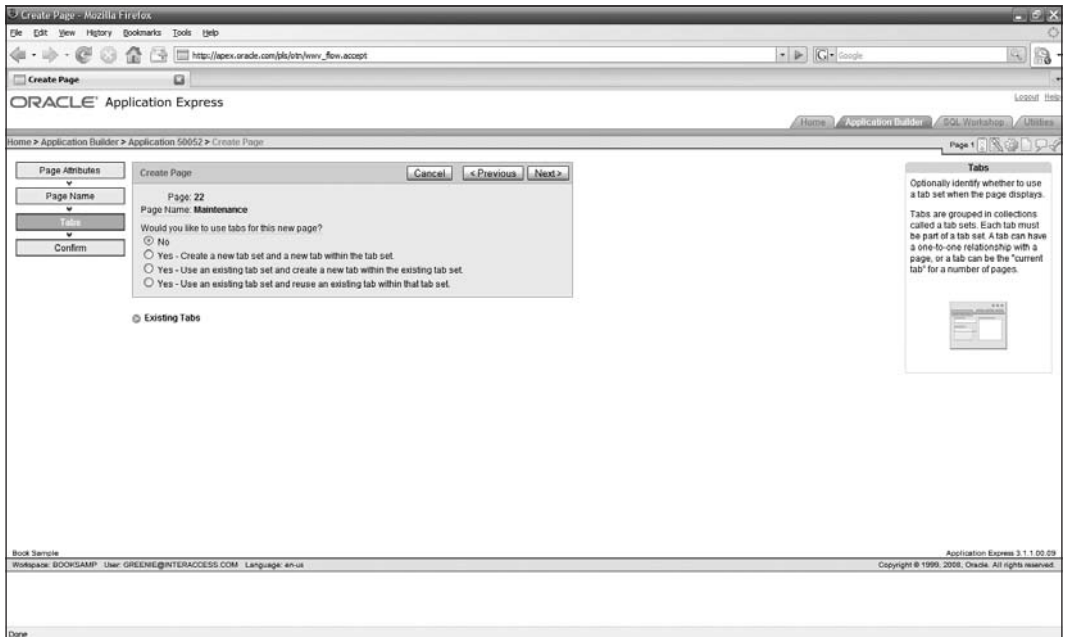 Create Page - Mozilla Firefox
File Edit View History Bookmarks Tools Help
http://apex.oracle.com/pls/otn/wwv_flow.accept
Google
Create Page
ORACLE Application Express
Logout Help
Home Application Builder SQL Workshop Utilities
Home > Application Builder > Application 50052 > Create Page
Page 1
Page Attributes
Page Name
Tabs
Confirm
Create Page
Cancel < Previous Next >
Page: 22
Page Name: Maintenance
Would you like to use tabs for this new page?
No
Yes - Create a new tab set and a new tab within the tab set.
Yes - Use an existing tab set and create a new tab within the existing tab set.
Yes - Use an existing tab set and reuse an existing tab within that tab set.
Existing Tabs
Tabs
Optionally identify whether to use
a tab set when the page displays.
Tabs are grouped in collections
called a tab sets. Each tab must
be part of a tab set. A tab can have
a one-to-one relationship with a
page, or a tab can be the "current
tab" for a number of pages.
Book Sample
Application Express 3.1.1.00.09
Workspace: BOOKSAMP User: GREENIE@INTERACCESS.COM Language: en-us
Copyright © 1999, 2008, Oracle. All rights reserved.
Done